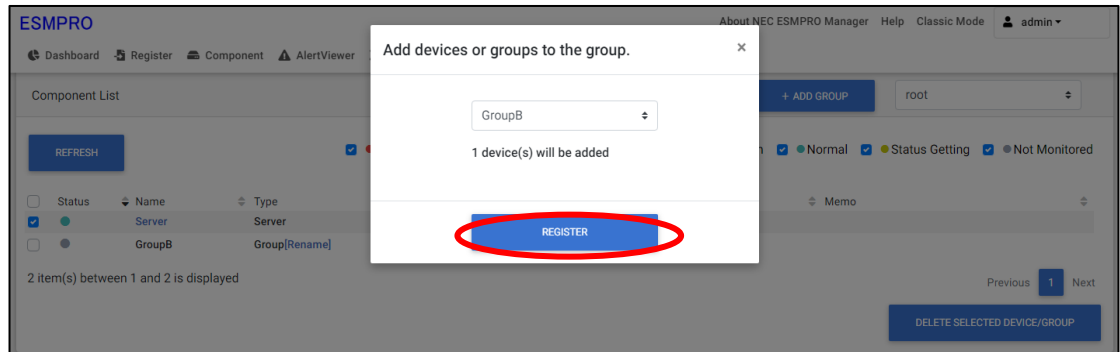 ESMPRO
About NEC ESMPRO Manager Help Classic Mode admin
Dashboard Register Component AlertViewer
Add devices or groups to the group. ×
Component List
+ ADD GROUP root
GroupB
1 device(s) will be added
REFRESH
Normal Status Getting Not Monitored
Status Name Type Memo
Server Server
GroupB Group[Rename]
REGISTER
2 item(s) between 1 and 2 is displayed
Previous 1 Next
DELETE SELECTED DEVICE/GROUP